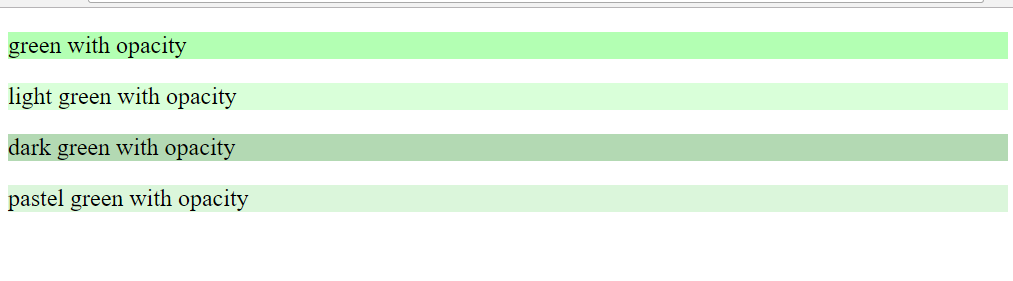 green with opacity
light green with opacity
dark green with opacity
pastel green with opacity